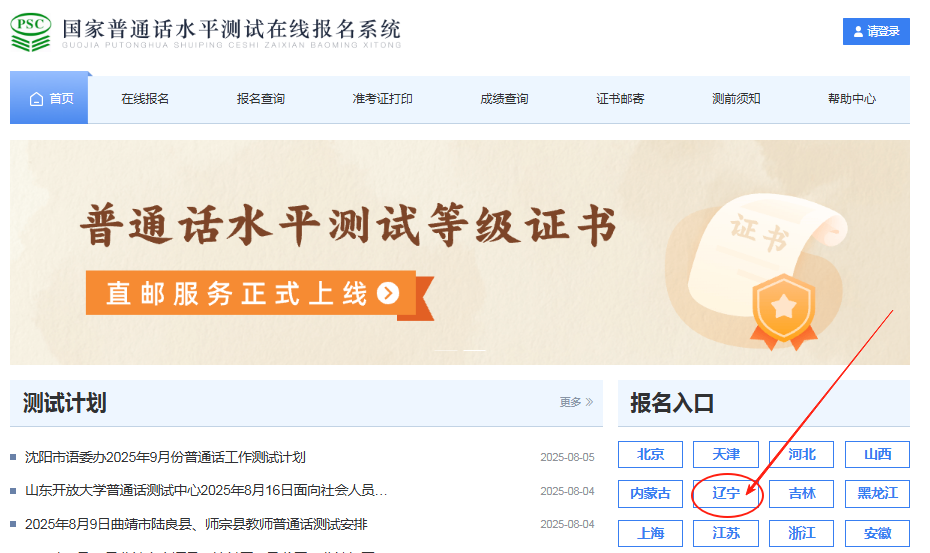 PSC 国家普通话水平测试在线报名系统
GUOJIA PUTONGHUA SHUIPING CESHI ZAIXIAN BAOMING XITONG
请登录
首页 在线报名 报名查询 准考证打印 成绩查询 证书邮寄 测前须知 帮助中心
普通话水平测试等级证书
直邮服务正式上线
证书
测试计划 更多
沈阳市语委办2025年9月份普通话工作测试计划 2025-08-05
山东开放大学普通话测试中心2025年8月16日面向社会人员… 2025-08-04
2025年8月9日曲靖市陆良县、师宗县教师普通话测试安排 2025-08-04
报名入口
北京 天津 河北 山西
内蒙古 辽宁 吉林 黑龙江
上海 江苏 浙江 安徽